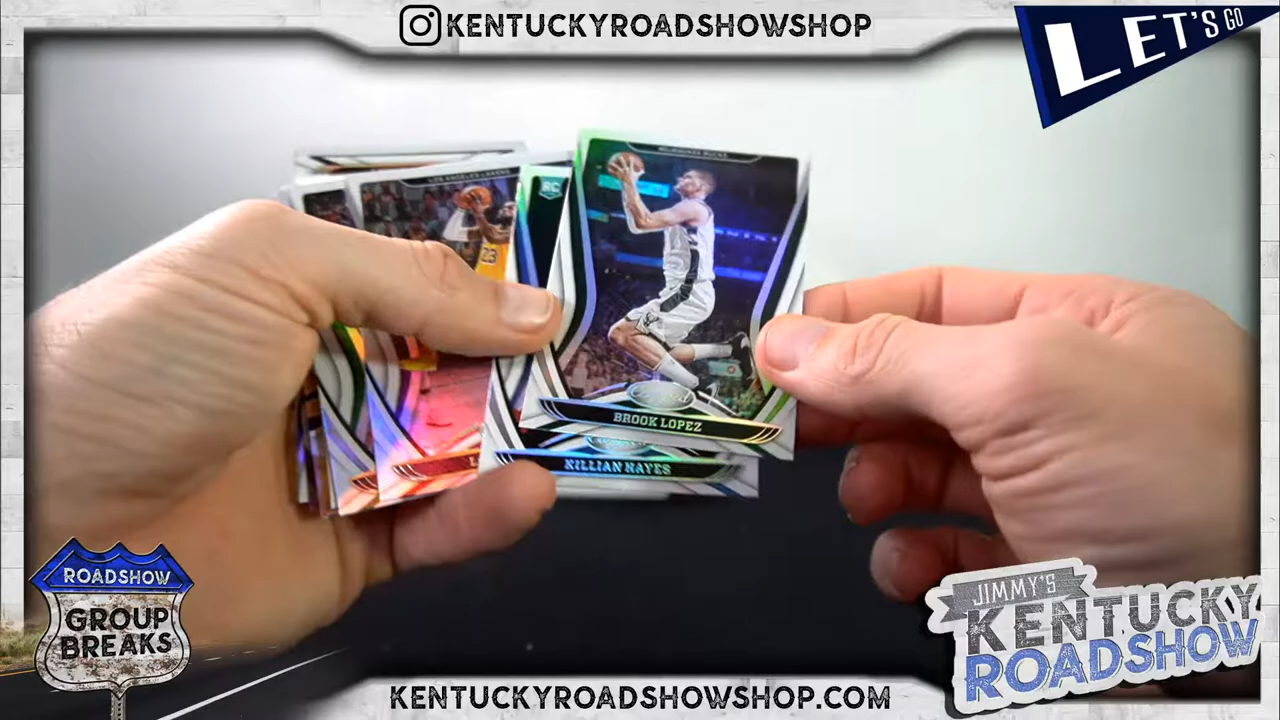 KENTUCKYROADSHOWSHOP
LET'S GO
MILWAUKEE BUCKS
LOS ANGELES LAKERS
RC
23
BROOK LOPEZ
KILLIAN HAYES
ROADSHOW
GROUP
BREAKS
JIMMY'S
KENTUCKY
ROADSHOW
KENTUCKYROADSHOWSHOP.COM